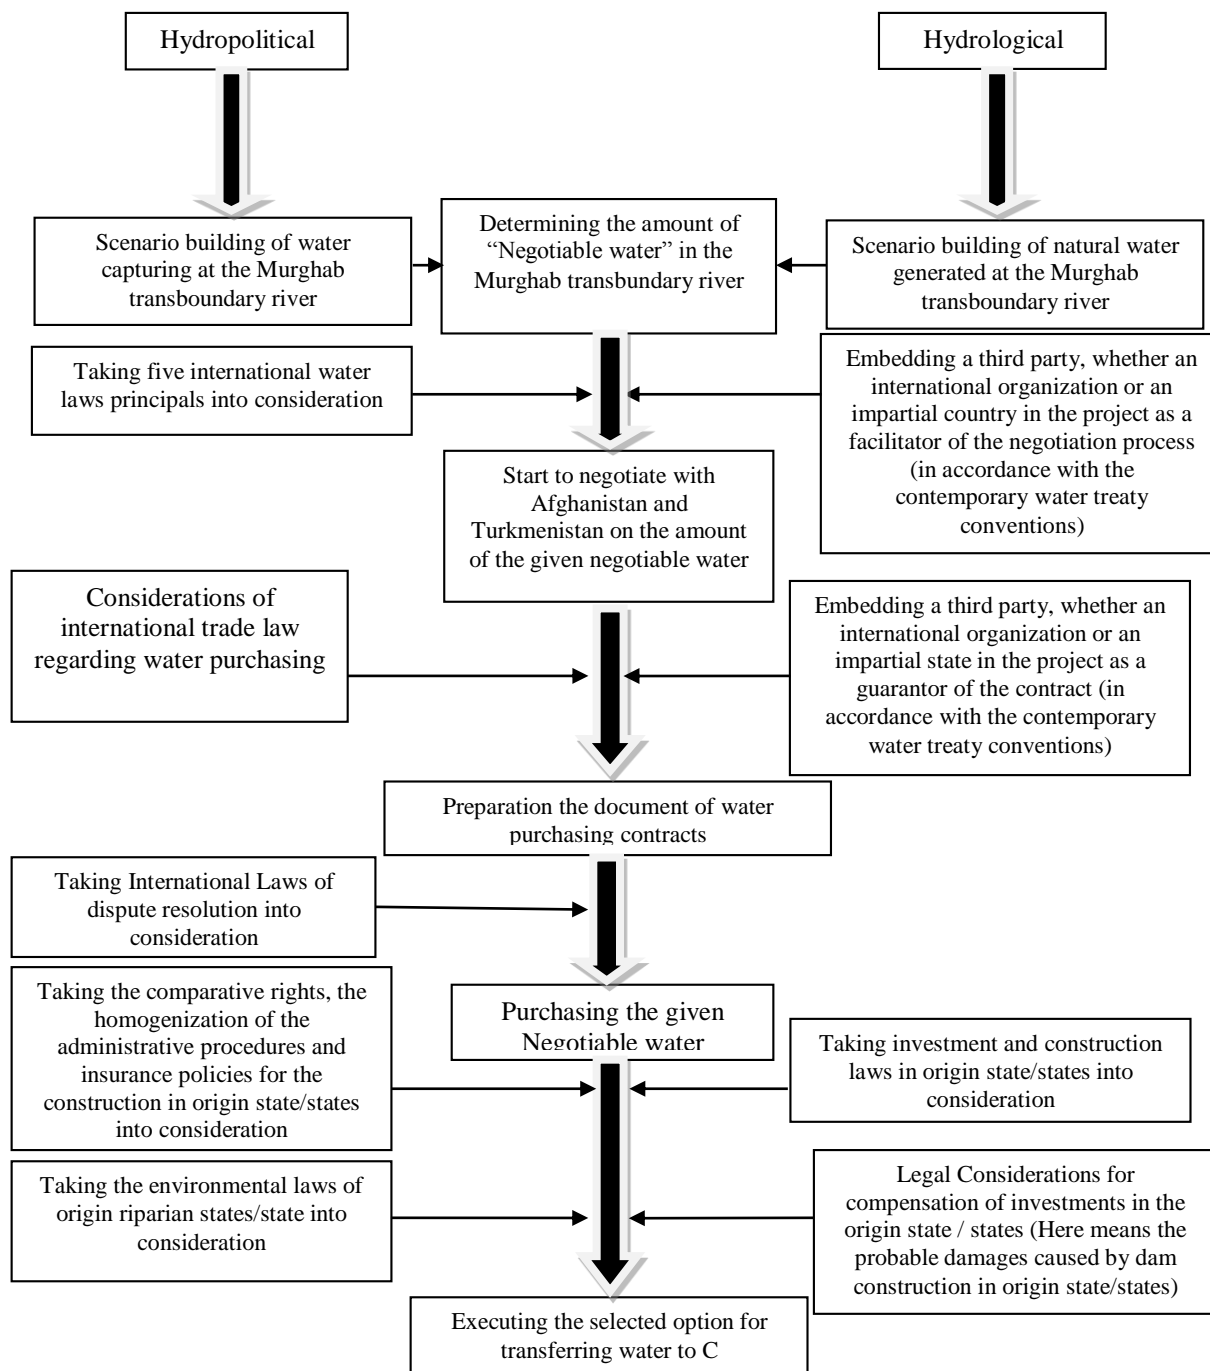 Hydropolitical
Hydrological
Scenario building of water
capturing at the Murghab
transboundary river
Determining the amount of
“Negotiable water” in the
Murghab transbundary river
Scenario building of natural water
generated at the Murghab
transboundary river
Taking five international water
laws principals into consideration
Embedding a third party, whether an
international organization or an
impartial country in the project as a
facilitator of the negotiation process
(in accordance with the
contemporary water treaty
conventions)
Start to negotiate with
Afghanistan and
Turkmenistan on the amount
of the given negotiable water
Considerations of
international trade law
regarding water purchasing
Embedding a third party, whether an
international organization or an
impartial state in the project as a
guarantor of the contract (in
accordance with the contemporary
water treaty conventions)
Preparation the document of water
purchasing contracts
Taking International Laws of
dispute resolution into
consideration
Purchasing the given
Negotiable water
Taking the comparative rights, the
homogenization of the
administrative procedures and
insurance policies for the
construction in origin state/states
into consideration
Taking investment and construction
laws in origin state/states into
consideration
Taking the environmental laws of
origin riparian states/state into
consideration
Legal Considerations for
compensation of investments in the
origin state / states (Here means the
probable damages caused by dam
construction in origin state/states)
Executing the selected option for
transferring water to C